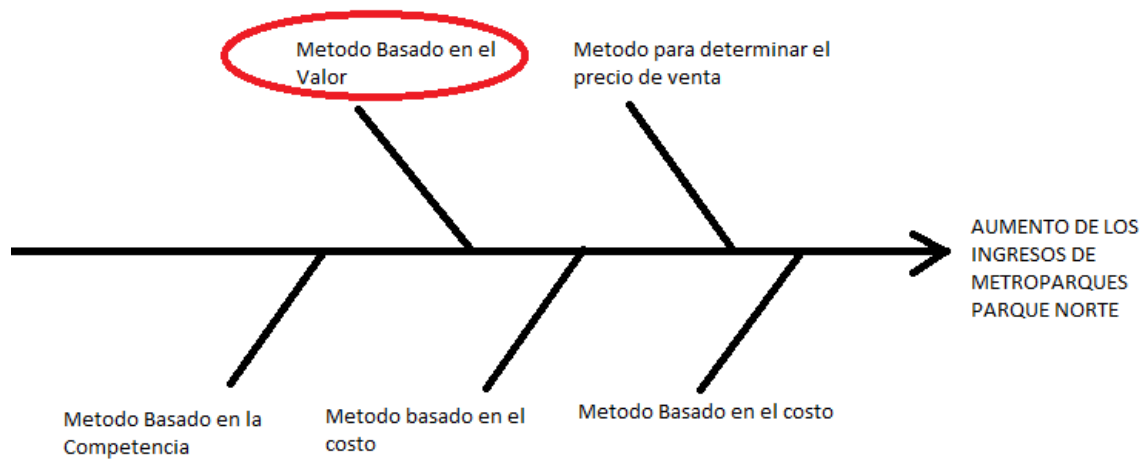 Metodo Basado en el
Valor
Metodo para determinar el
precio de venta
AUMENTO DE LOS
INGRESOS DE
METROPARQUES
PARQUE NORTE
Metodo Basado en la
Competencia
Metodo basado en el
costo
Metodo Basado en el costo